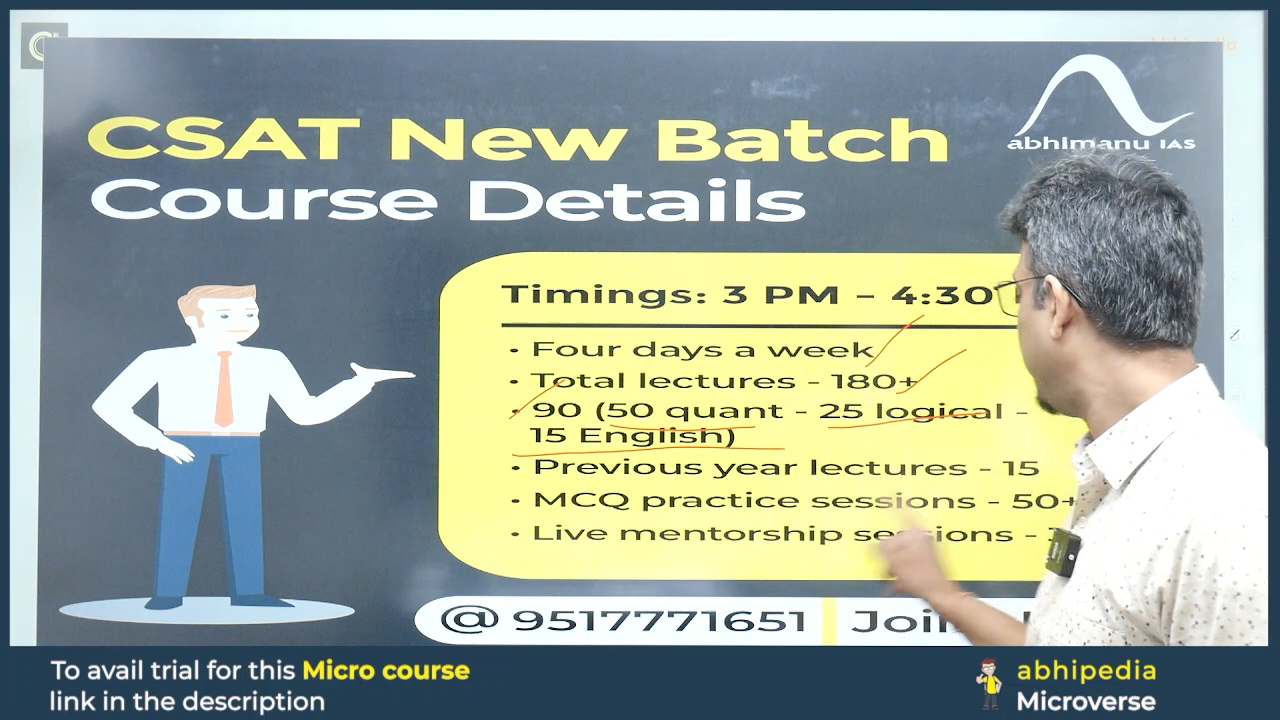 abhimanu IAS
CSAT New Batch
Course Details
Timings: 3 PM – 4:30
• Four days a week
• Total lectures - 180+
• 90 (50 quant - 25 logical -
15 English)
• Previous year lectures - 15
• MCQ practice sessions - 50+
• Live mentorship sessions -
@ 9517771651
To avail trial for this Micro course
link in the description
abhipedia
Microverse